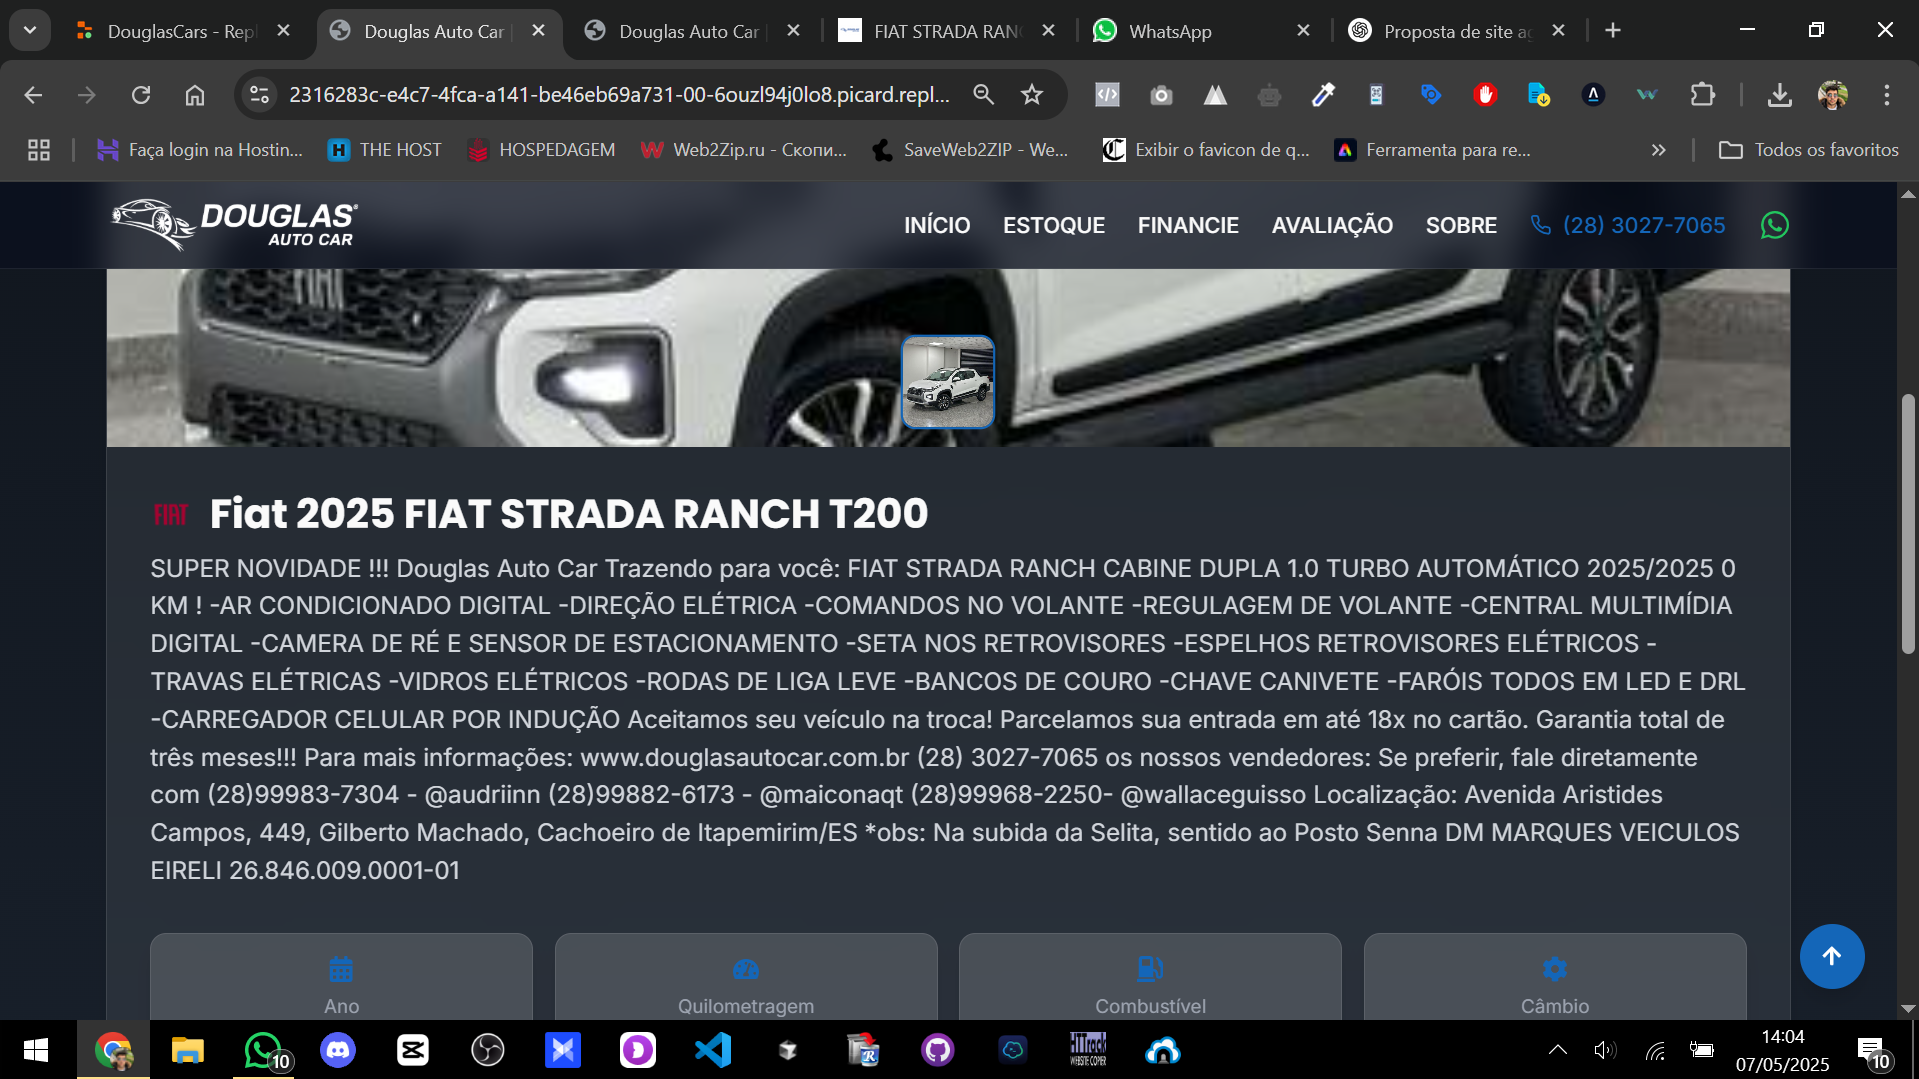 DouglasCars - Repl
Douglas Auto Car
Douglas Auto Car
FIAT STRADA RAN
WhatsApp
Proposta de site ag
2316283c-e4c7-4fca-a141-be46eb69a731-00-6ouzl94j0lo8.picard.repl...
Faça login na Hostin...
THE HOST
HOSPEDAGEM
Web2Zip.ru - Скопи...
SaveWeb2ZIP - We...
Exibir o favicon de q...
Ferramenta para re...
Todos os favoritos
DOUGLAS
AUTO CAR
INÍCIO
ESTOQUE
FINANCIE
AVALIAÇÃO
SOBRE
(28) 3027-7065
FIAT
Fiat 2025 FIAT STRADA RANCH T200
SUPER NOVIDADE !!! Douglas Auto Car Trazendo para você: FIAT STRADA RANCH CABINE DUPLA 1.0 TURBO AUTOMÁTICO 2025/2025 0
KM ! -AR CONDICIONADO DIGITAL -DIREÇÃO ELÉTRICA -COMANDOS NO VOLANTE -REGULAGEM DE VOLANTE -CENTRAL MULTIMÍDIA
DIGITAL -CAMERA DE RÉ E SENSOR DE ESTACIONAMENTO -SETA NOS RETROVISORES -ESPELHOS RETROVISORES ELÉTRICOS -
TRAVAS ELÉTRICAS -VIDROS ELÉTRICOS -RODAS DE LIGA LEVE -BANCOS DE COURO -CHAVE CANIVETE -FARÓIS TODOS EM LED E DRL
-CARREGADOR CELULAR POR INDUÇÃO Aceitamos seu veículo na troca! Parcelamos sua entrada em até 18x no cartão. Garantia total de
três meses!!! Para mais informações: www.douglasautocar.com.br (28) 3027-7065 os nossos vendedores: Se preferir, fale diretamente
com (28)99983-7304 - @audriinn (28)99882-6173 - @maiconaqt (28)99968-2250- @wallaceguisso Localização: Avenida Aristides
Campos, 449, Gilberto Machado, Cachoeiro de Itapemirim/ES *obs: Na subida da Selita, sentido ao Posto Senna DM MARQUES VEICULOS
EIRELI 26.846.009.0001-01
Ano
Quilometragem
Combustível
Câmbio
10
HTTrack
WEBSITE COPIER
14:04
07/05/2025
10